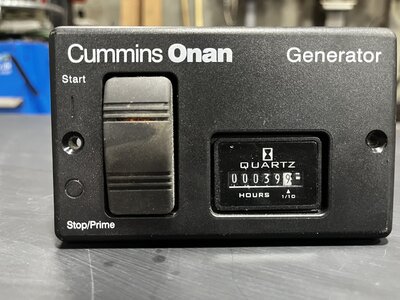 Cummins Onan
Generator
Start
QUARTZ
00039
HOURS 1/10
Stop/Prime